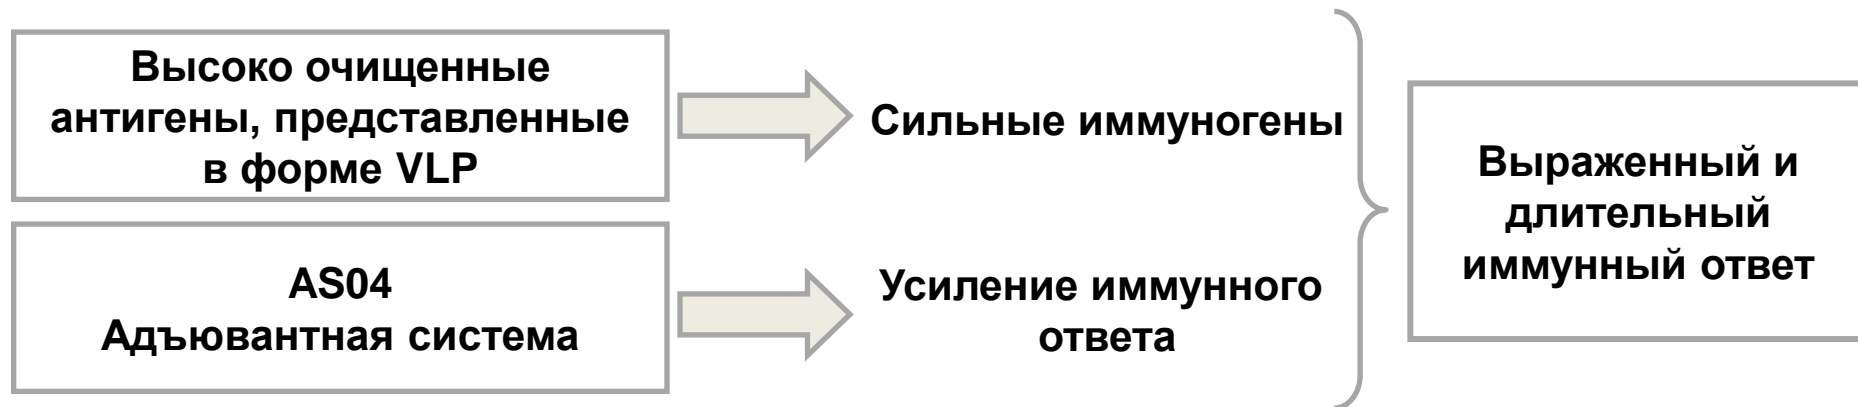 Высоко очищенные
антигены, представленные
в форме VLP
Сильные иммуногены
AS04
Адъювантная система
Усиление иммунного
ответа
Выраженный и
длительный
иммунный ответ